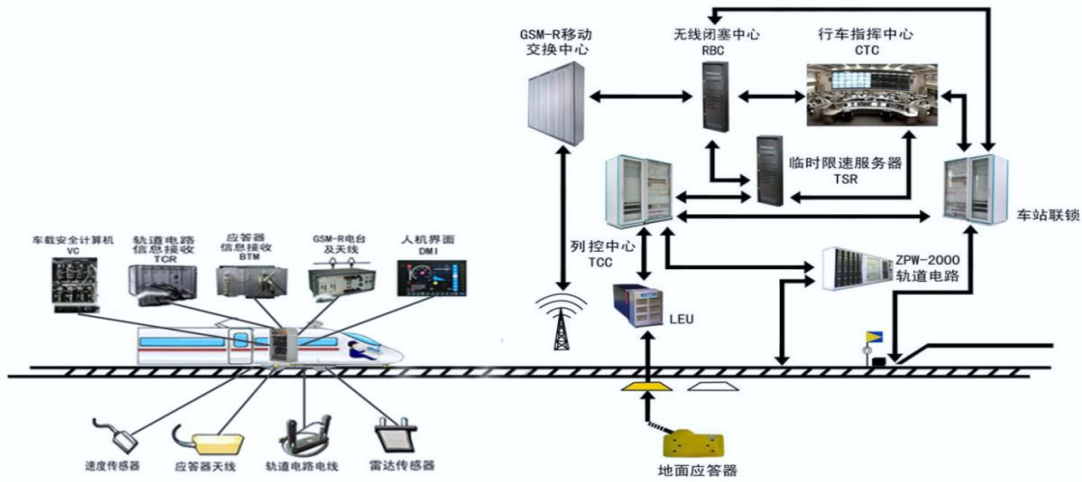 GSM-R移动
交换中心
无线闭塞中心
RBC
行车指挥中心
CTC
临时限速服务器
TSR
车站联锁
列控中心
TCC
ZPW-2000
轨道电路
LEU
车载安全计算机
VC
轨道电路
信息接收
TCR
应答器
信息接收
BTM
GSM-R电台
及天线
人机界面
DMI
速度传感器
应答器天线
轨道电路电线
雷达传感器
地面应答器